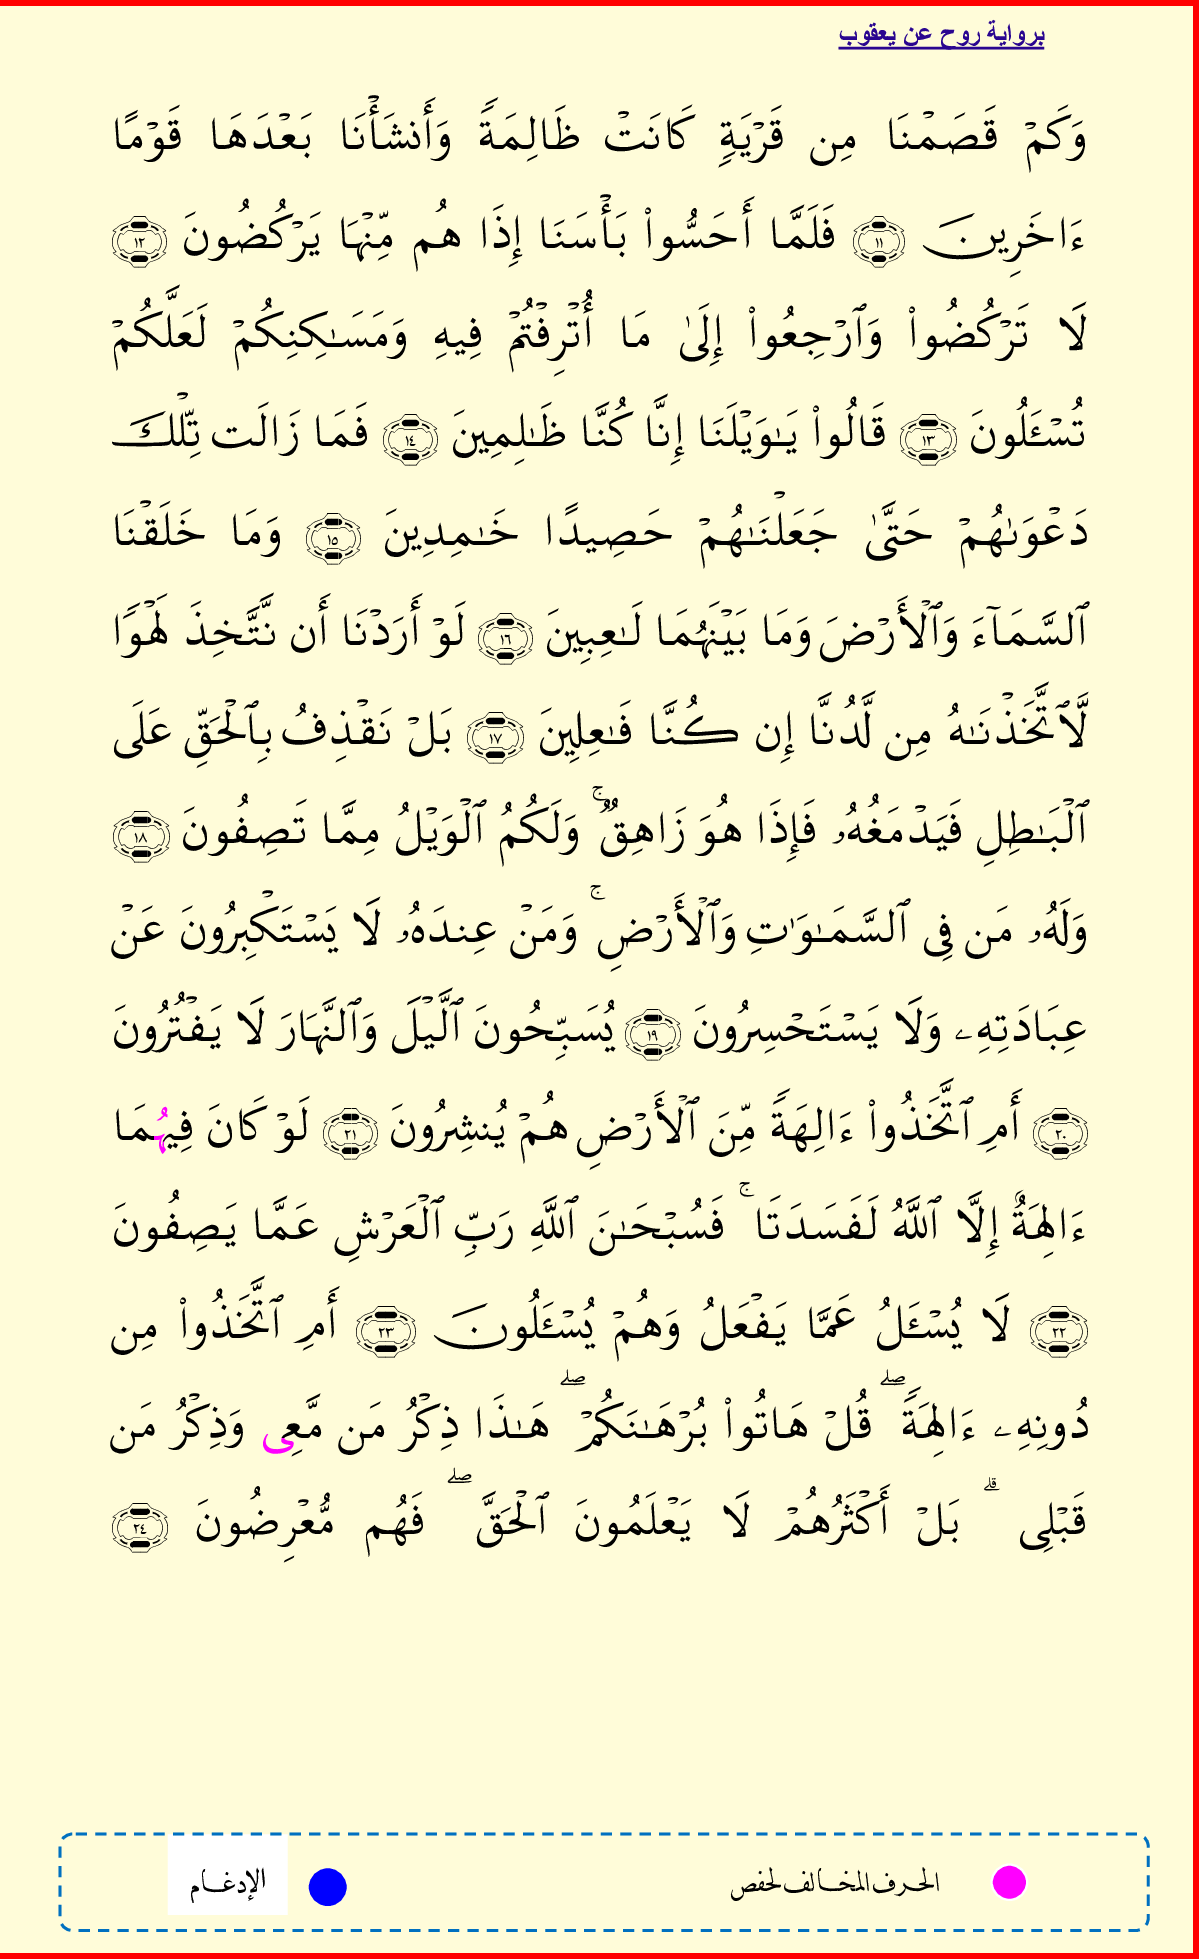 برواية روح عن يعقوب
وَكَمۡ قَصَمۡنَا مِن قَرۡيَةٖ كَانَتۡ ظَالِمَةٗ وَأَنشَأۡنَا بَعۡدَهَا قَوۡمًا
ءَاخَرِينَ ١١ فَلَمَّآ أَحَسُّواْ بَأۡسَنَا إِذَا هُم مِّنۡهَا يَرۡكُضُونَ ١٢
لَا تَرۡكُضُواْ وَٱرۡجِعُواْ إِلَىٰ مَا أُتۡرِفۡتُمۡ فِيهِ وَمَسَٰكِنِكُمۡ لَعَلَّكُمۡ
تُسۡـَٔلُونَ ١٣ قَالُواْ يَٰوَيۡلَنَا إِنَّا كُنَّا ظَٰلِمِينَ ١٤ فَمَا زَالَت تِّلۡكَ
دَعۡوَىٰهُمۡ حَتَّىٰ جَعَلۡنَٰهُمۡ حَصِيدًا خَٰمِدِينَ ١٥ وَمَا خَلَقۡنَا
ٱلسَّمَآءَ وَٱلۡأَرۡضَ وَمَا بَيۡنَهُمَا لَٰعِبِينَ ١٦ لَوۡ أَرَدۡنَا أَن نَّتَّخِذَ لَهۡوٗا
لَّٱتَّخَذۡنَٰهُ مِن لَّدُنَّا إِن كُنَّا فَٰعِلِينَ ١٧ بَلۡ نَقۡذِفُ بِٱلۡحَقِّ عَلَى
ٱلۡبَٰطِلِ فَيَدۡمَغُهُۥ فَإِذَا هُوَ زَاهِقٞۚ وَلَكُمُ ٱلۡوَيۡلُ مِمَّا تَصِفُونَ ١٨
وَلَهُۥ مَن فِي ٱلسَّمَٰوَٰتِ وَٱلۡأَرۡضِۚ وَمَنۡ عِندَهُۥ لَا يَسۡتَكۡبِرُونَ عَنۡ
عِبَادَتِهِۦ وَلَا يَسۡتَحۡسِرُونَ ١٩ يُسَبِّحُونَ ٱلَّيۡلَ وَٱلنَّهَارَ لَا يَفۡتُرُونَ
٢٠ أَمِ ٱتَّخَذُواْ ءَالِهَةٗ مِّنَ ٱلۡأَرۡضِ هُمۡ يُنشِرُونَ ٢١ لَوۡ كَانَ فِيهُمَا
ءَالِهَةٌ إِلَّا ٱللَّهُ لَفَسَدَتَاۚ فَسُبۡحَٰنَ ٱللَّهِ رَبِّ ٱلۡعَرۡشِ عَمَّا يَصِفُونَ
٢٢ لَا يُسۡـَٔلُ عَمَّا يَفۡعَلُ وَهُمۡ يُسۡـَٔلُونَ ٢٣ أَمِ ٱتَّخَذُواْ مِن
دُونِهِۦ ءَالِهَةٗۖ قُلۡ هَاتُواْ بُرۡهَٰنَكُمۡۖ هَٰذَا ذِكۡرُ مَن مَّعِي وَذِكۡرُ مَن
قَبۡلِيۗ بَلۡ أَكۡثَرُهُمۡ لَا يَعۡلَمُونَ ٱلۡحَقَّۖ فَهُم مُّعۡرِضُونَ ٢٤
الحرف المخالف لحفص
الإدغام